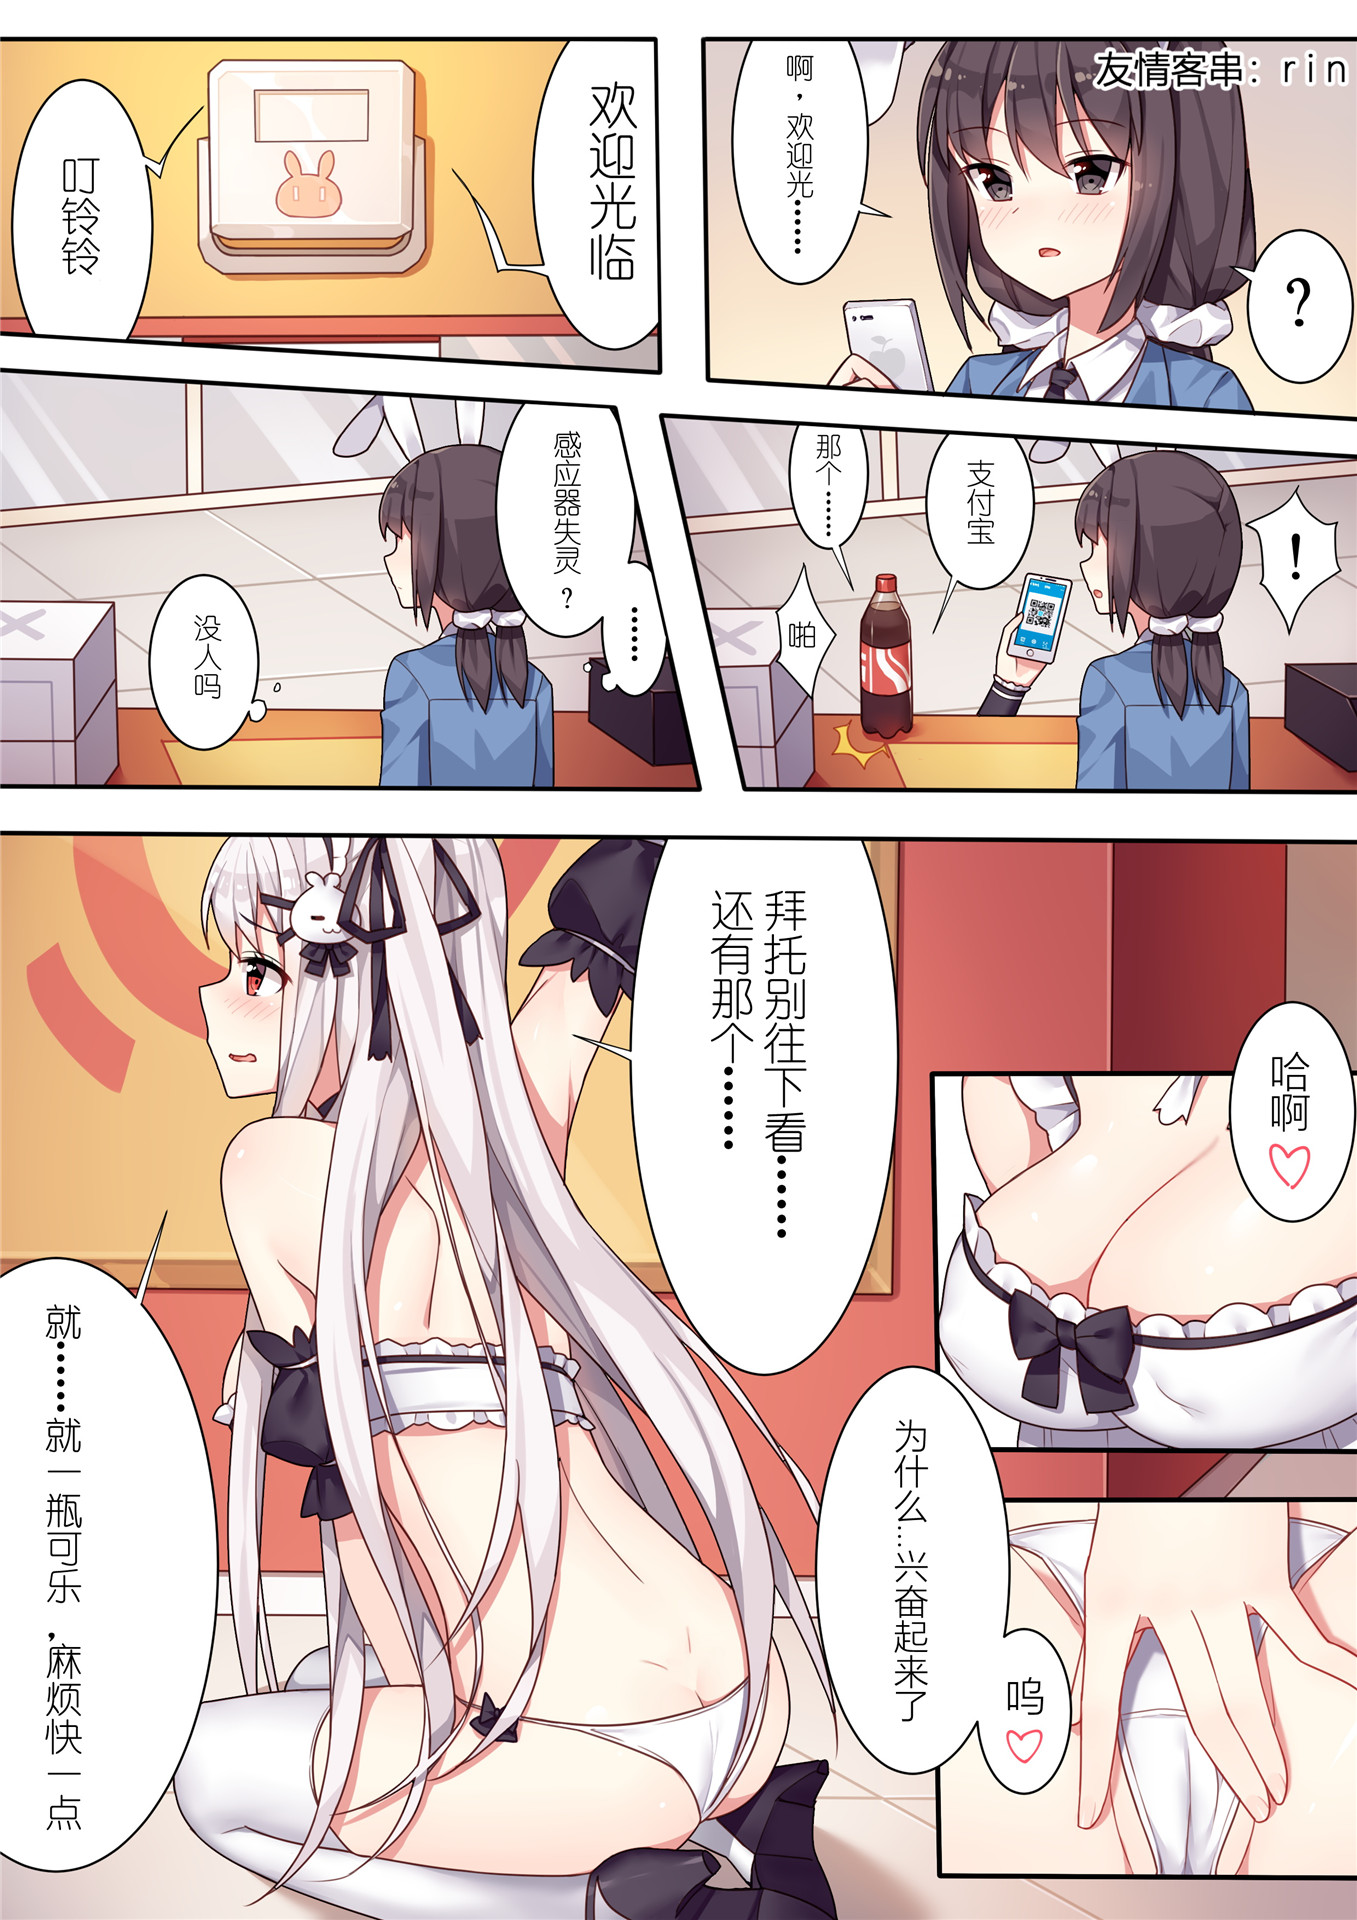 叮铃铃
欢迎光临
友情客串：rin
啊，欢迎光……
？
没人吗
感应器失灵？
……
啪
那个……
支付宝
！
拜托别往下看……
还有那个……
就……就一瓶可乐，麻烦快一点
哈啊♡
为什么…兴奋起来了
呜♡